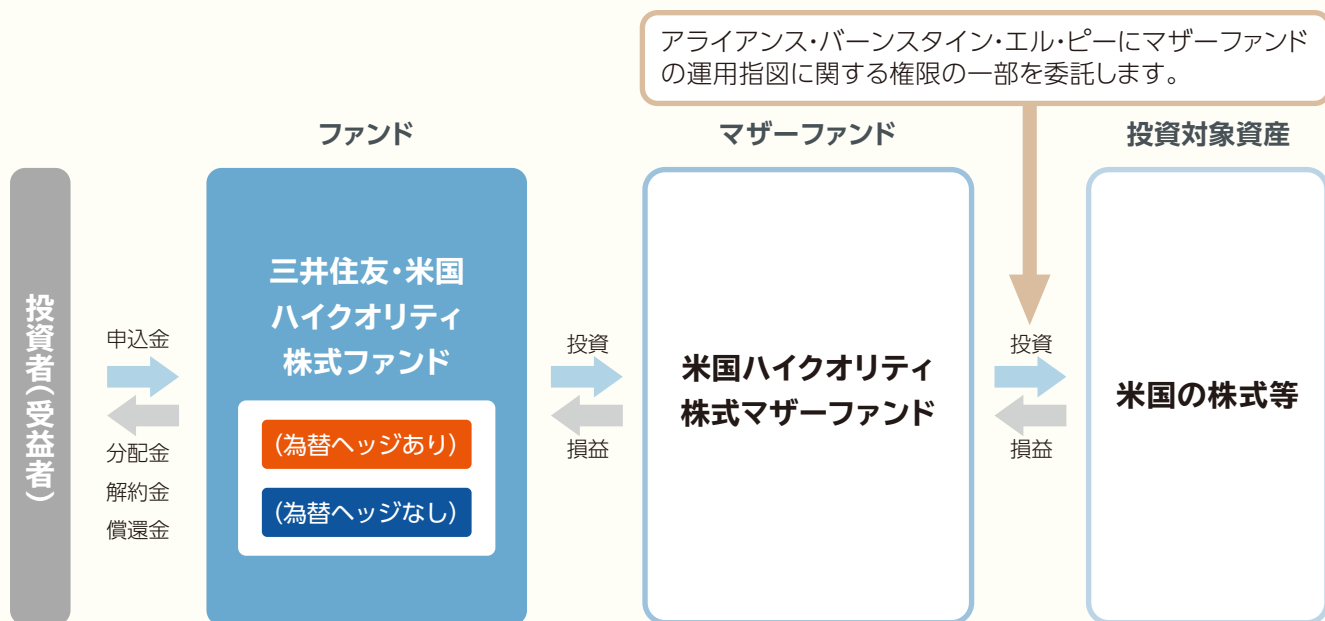 アライアンス・バーンスタイン・エル・ピーにマザーファンド
の運用指図に関する権限の一部を委託します。
ファンド
マザーファンド
投資対象資産
投資者(受益者)
申込金
分配金
解約金
償還金
三井住友・米国
ハイクオリティ
株式ファンド
(為替ヘッジあり)
(為替ヘッジなし)
投資
損益
米国ハイクオリティ
株式マザーファンド
投資
損益
米国の株式等